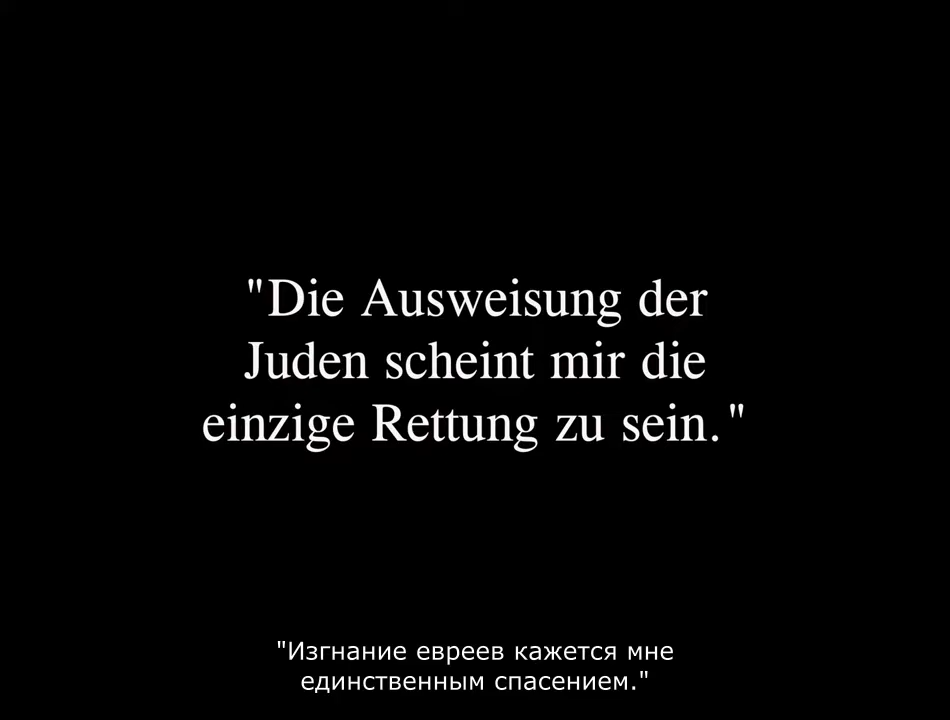 "Die Ausweisung der
Juden scheint mir die
einzige Rettung zu sein."
"Изгнание евреев кажется мне
единственным спасением."